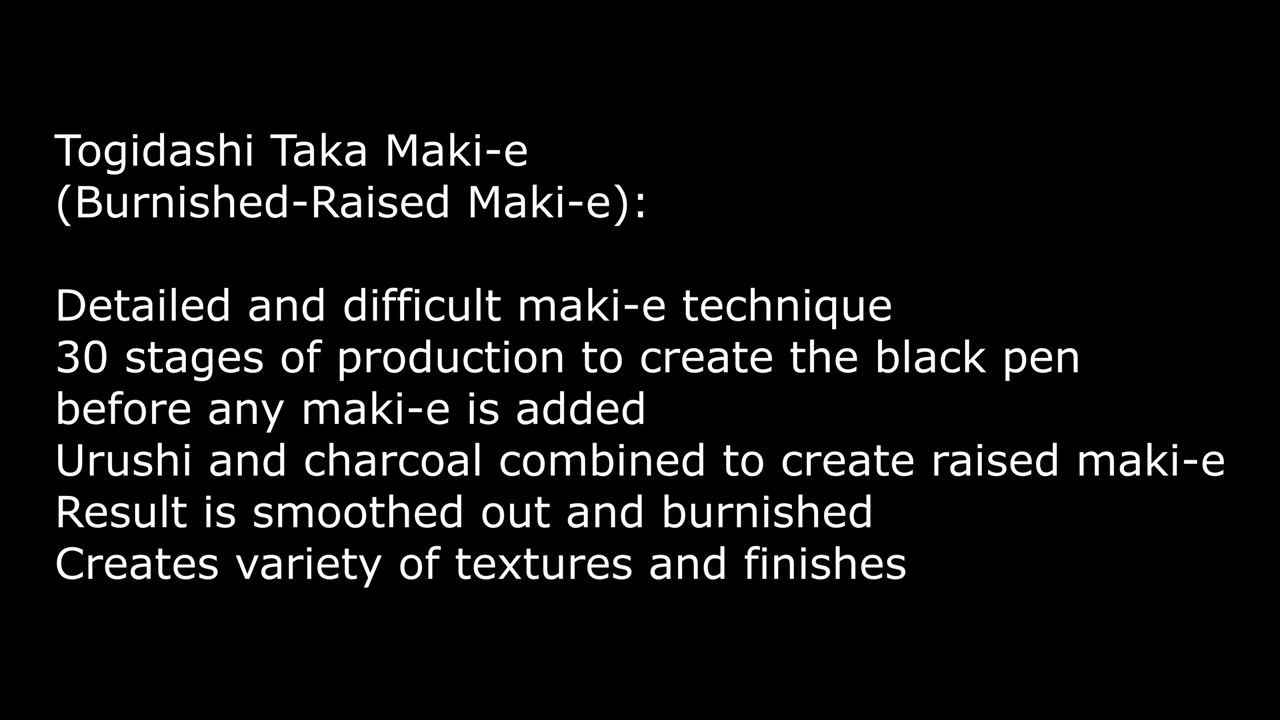 Togidashi Taka Maki-e
(Burnished-Raised Maki-e):
Detailed and difficult maki-e technique
30 stages of production to create the black pen
before any maki-e is added
Urushi and charcoal combined to create raised maki-e
Result is smoothed out and burnished
Creates variety of textures and finishes